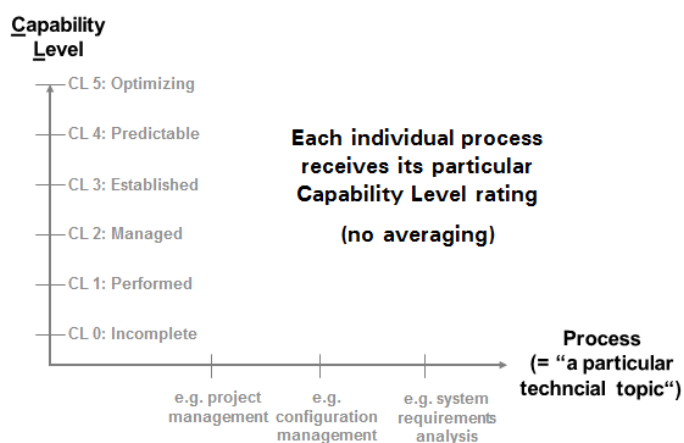 Capability
Level
CL 5: Optimizing
CL 4: Predictable
CL 3: Established
CL 2: Managed
CL 1: Performed
CL 0: Incomplete
Each individual process
receives its particular
Capability Level rating
(no averaging)
Process
(= “a particular
techncial topic“)
e.g. project
management
e.g.
configuration
management
e.g. system
requirements
analysis